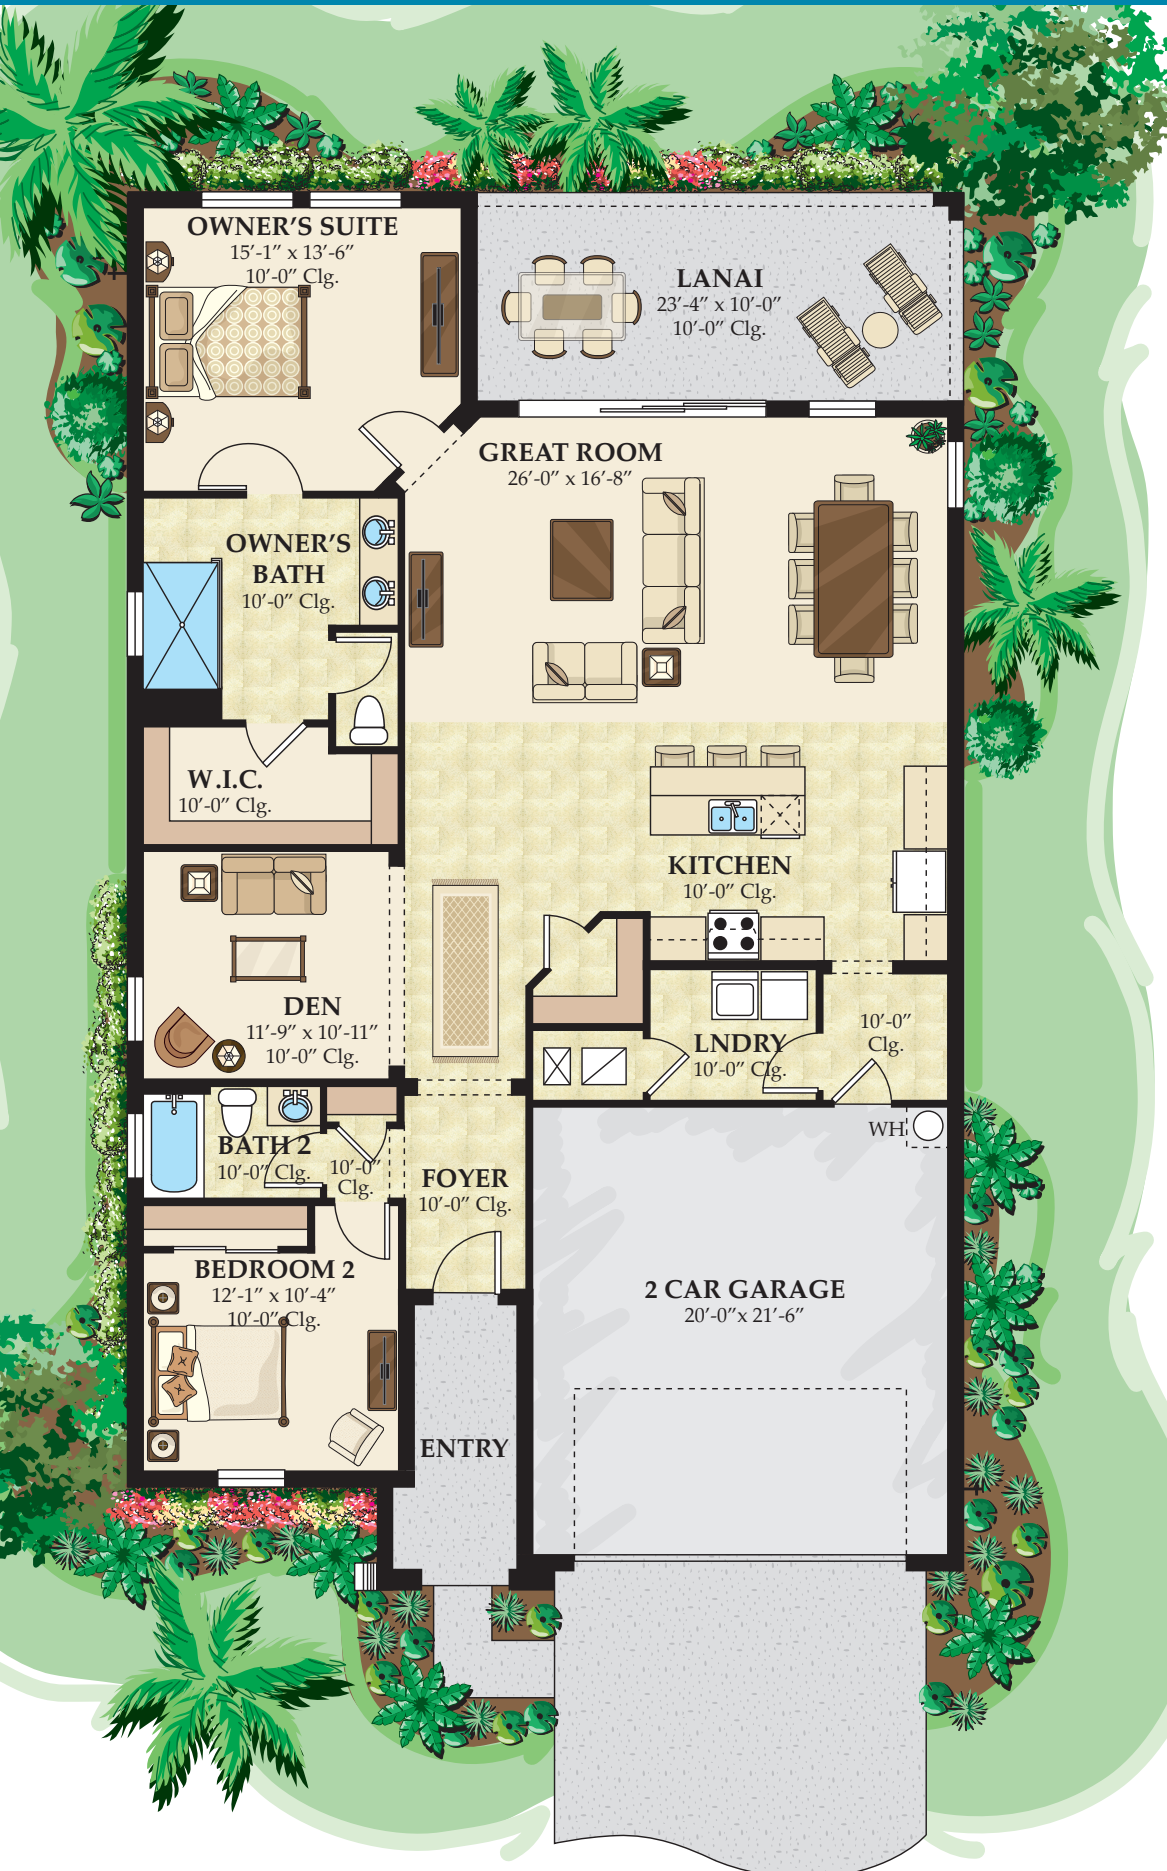 OWNER'S SUITE
15'-1" x 13'-6"
10'-0" Clg.
LANAI
23'-4" x 10'-0"
10'-0" Clg.
GREAT ROOM
26'-0" x 16'-8"
OWNER'S
BATH
10'-0" Clg.
W.I.C.
10'-0" Clg.
KITCHEN
10'-0" Clg.
DEN
11'-9" x 10'-11"
10'-0" Clg.
LNDRY
10'-0" Clg.
10'-0"
Clg.
WH
BATH 2
10'-0" Clg.
10'-0"
Clg.
FOYER
10'-0" Clg.
BEDROOM 2
12'-1" x 10'-4"
10'-0" Clg.
2 CAR GARAGE
20'-0"x 21'-6"
ENTRY